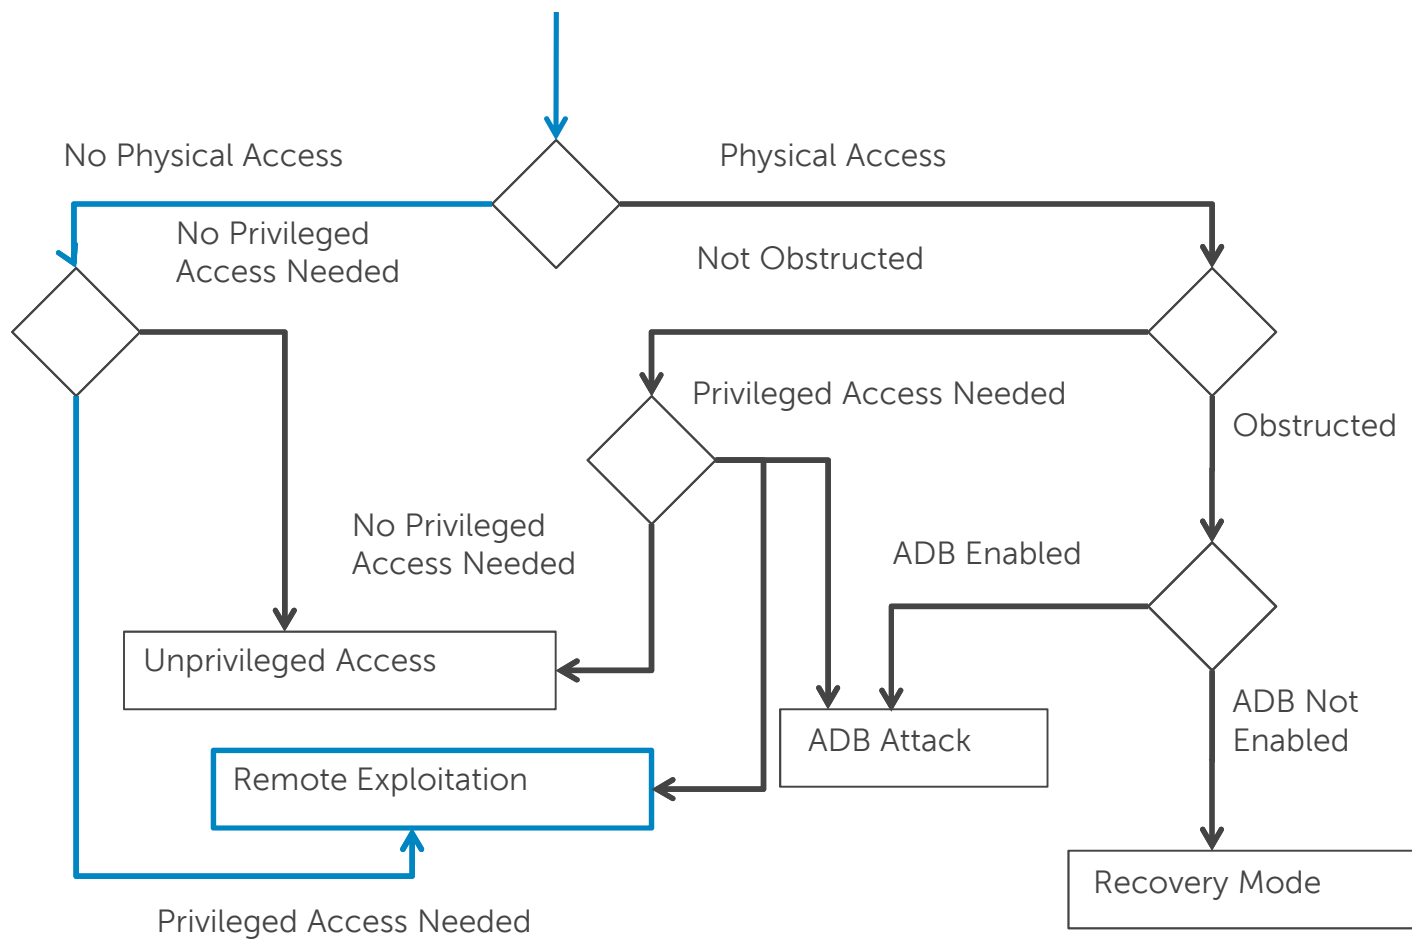 No Physical Access
Physical Access
No Privileged
Access Needed
Not Obstructed
Privileged Access Needed
Obstructed
No Privileged
Access Needed
ADB Enabled
Unprivileged Access
ADB Not
Enabled
ADB Attack
Remote Exploitation
Recovery Mode
Privileged Access Needed